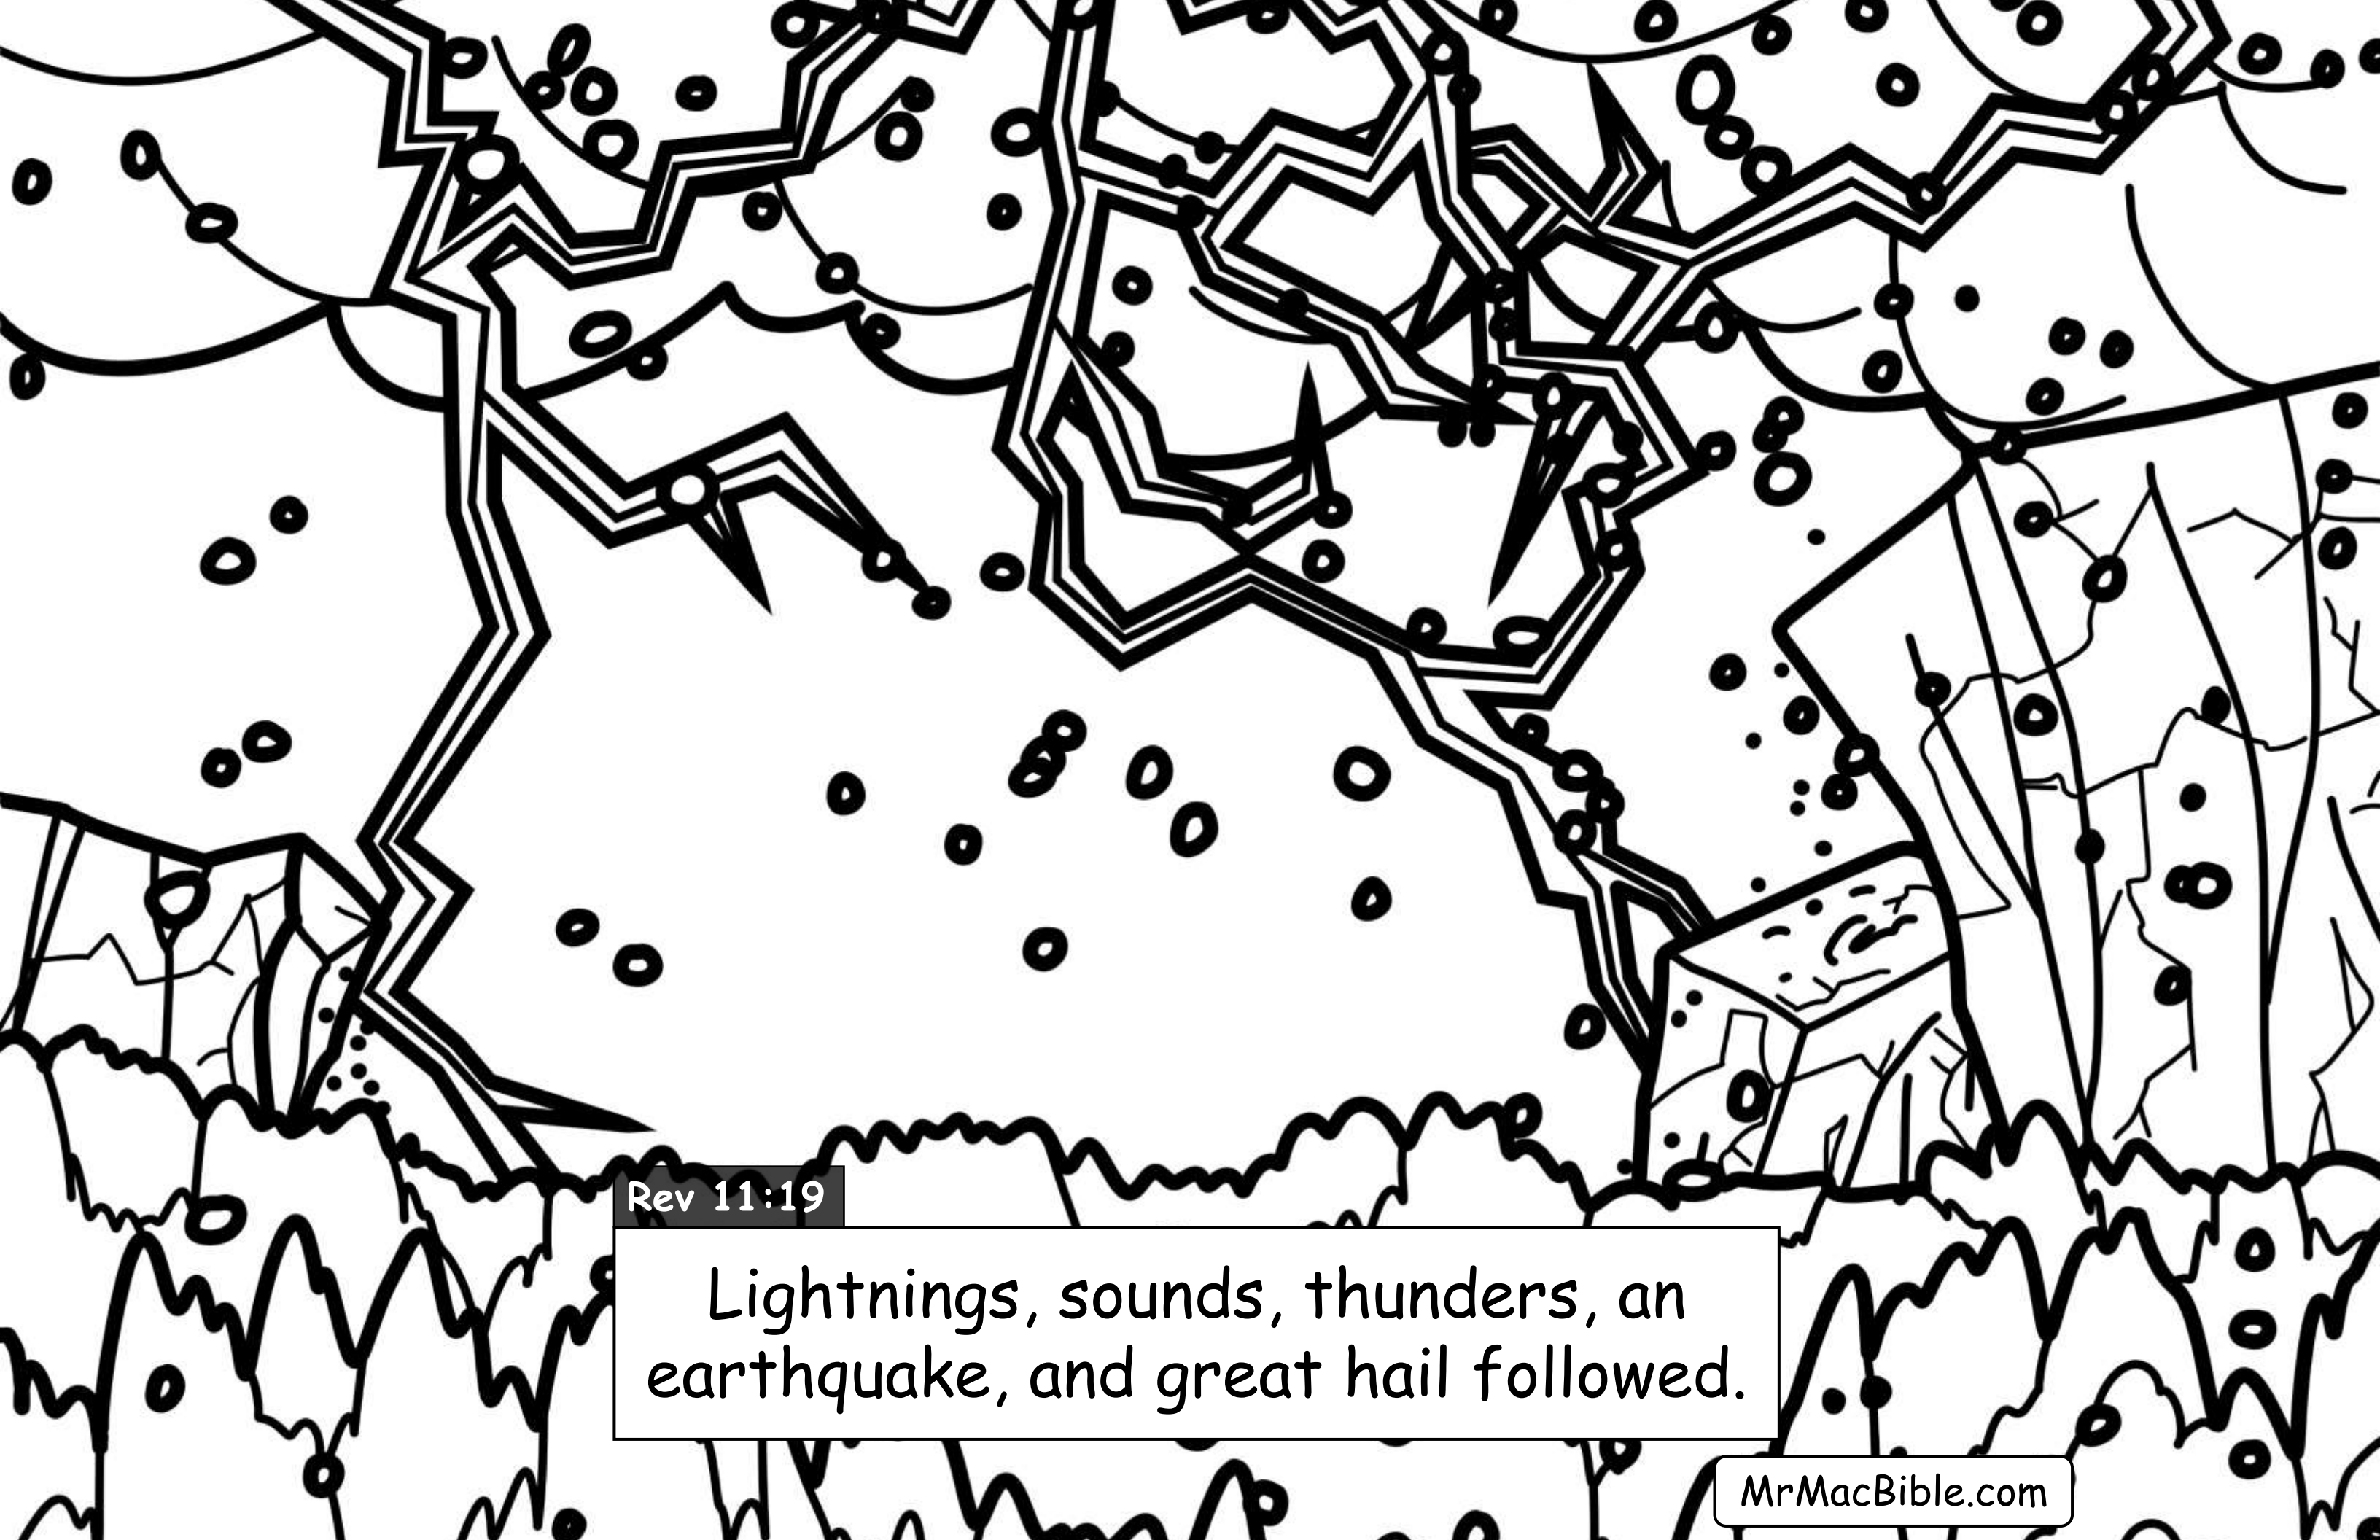 Rev 11:19
Lightnings, sounds, thunders, an
earthquake, and great hail followed.
MrMacBible.com